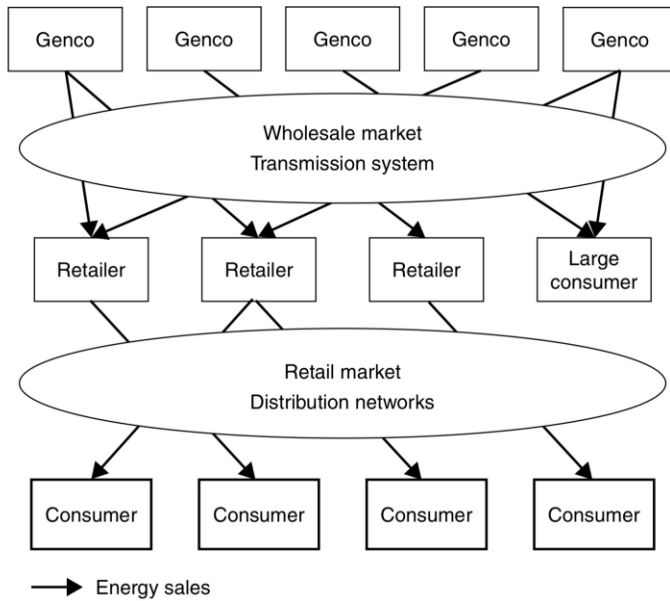 Genco
Genco
Genco
Genco
Genco
Wholesale market
Transmission system
Retailer
Retailer
Retailer
Large
consumer
Retail market
Distribution networks
Consumer
Consumer
Consumer
Consumer
Energy sales